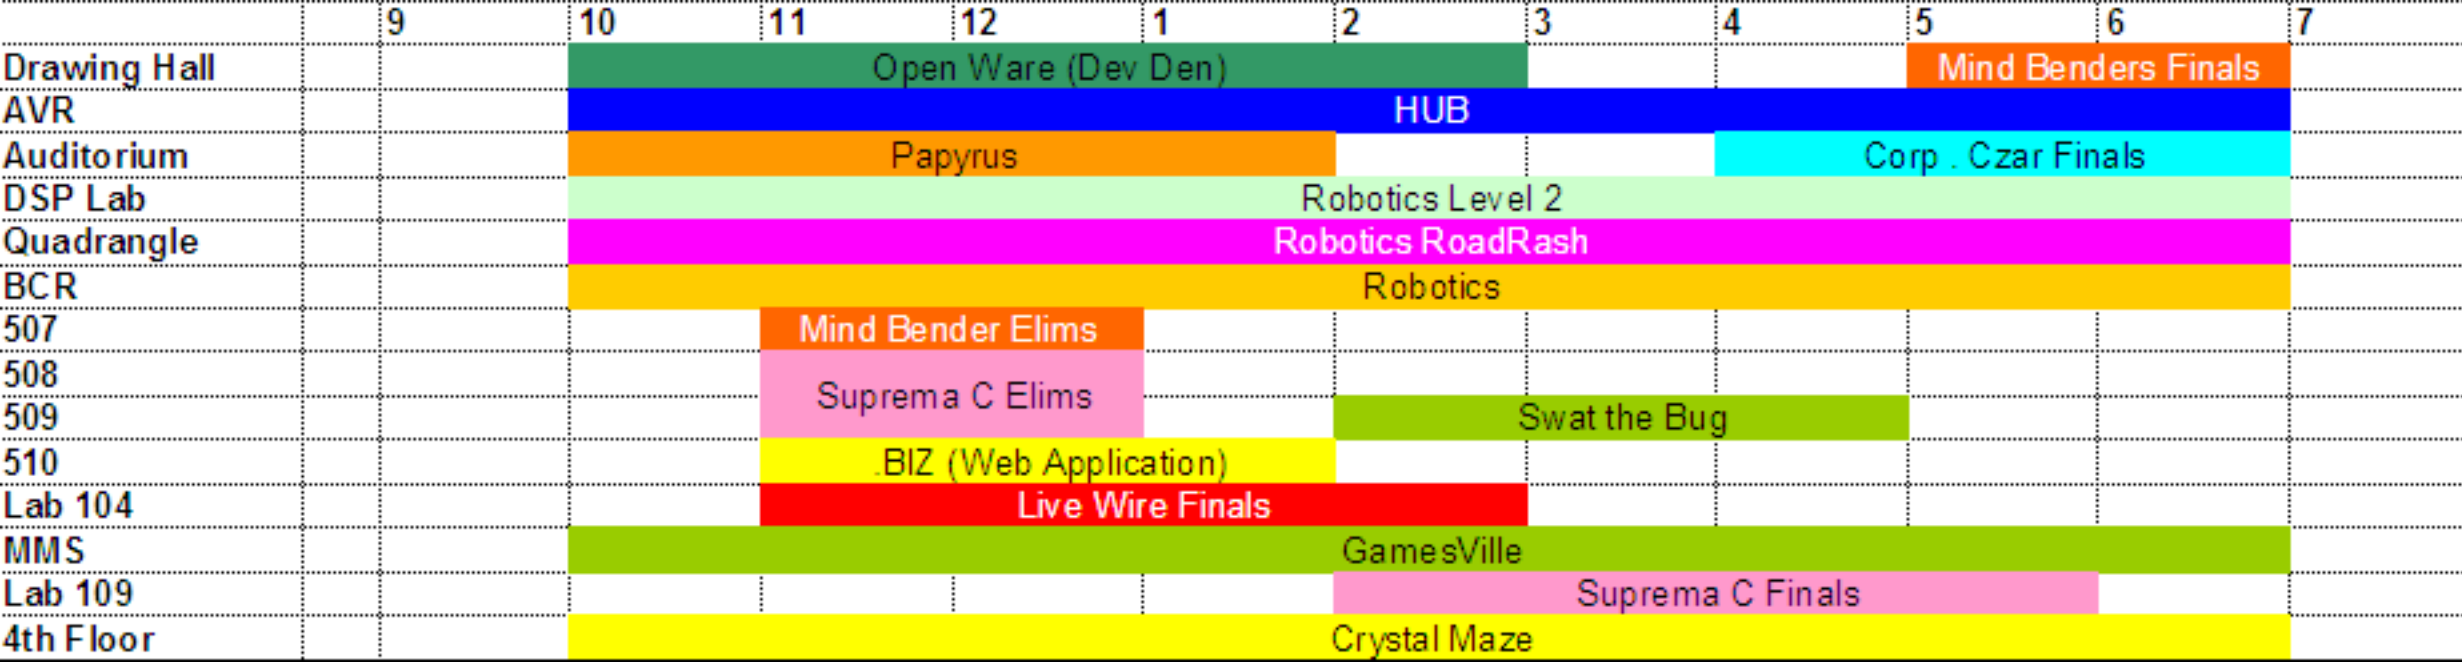 9 10 11 12 1 2 3 4 5 6 7
Drawing Hall Open Ware (Dev Den) Mind Benders Finals
AVR HUB
Auditorium Papyrus Corp . Czar Finals
DSP Lab Robotics Level 2
Quadrangle Robotics RoadRash
BCR Robotics
507 Mind Bender Elims
508
Suprema C Elims
509 Swat the Bug
510 .BIZ (Web Application)
Lab 104 Live Wire Finals
MMS GamesVille
Lab 109 Suprema C Finals
4th Floor Crystal Maze